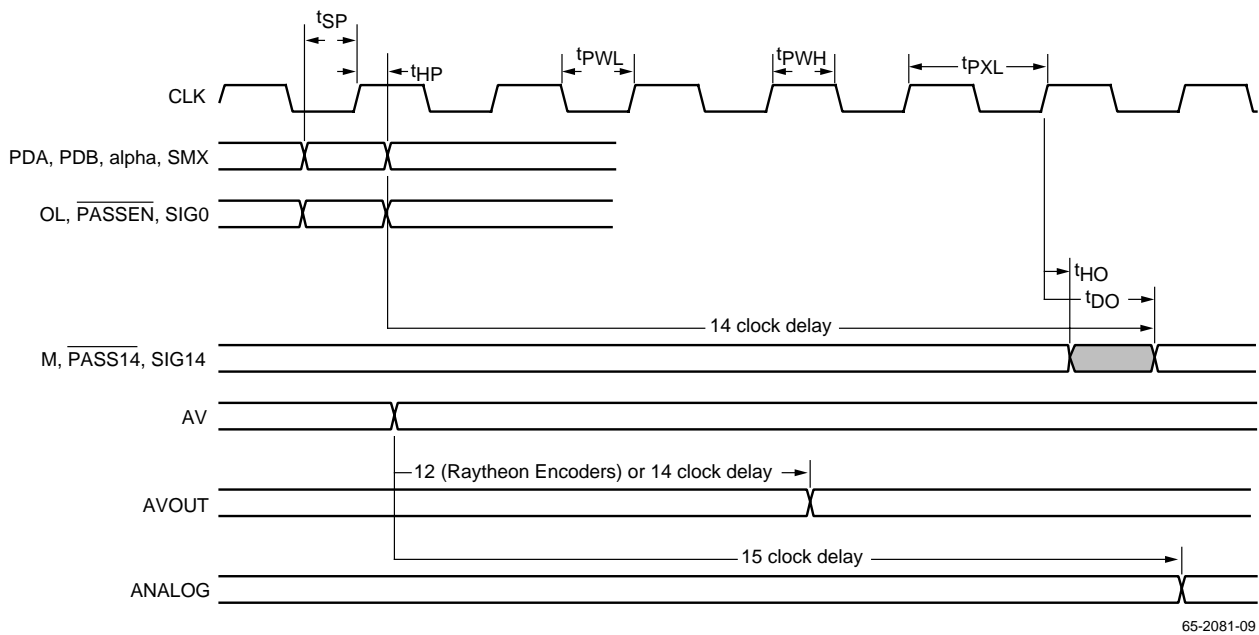 tSP
tHP
tPWL
tPWH
tPXL
CLK
PDA, PDB, alpha, SMX
OL, PASSEN, SIG0
tHO
tDO
14 clock delay
M, PASS14, SIG14
AV
12 (Raytheon Encoders) or 14 clock delay
AVOUT
15 clock delay
ANALOG
65-2081-09